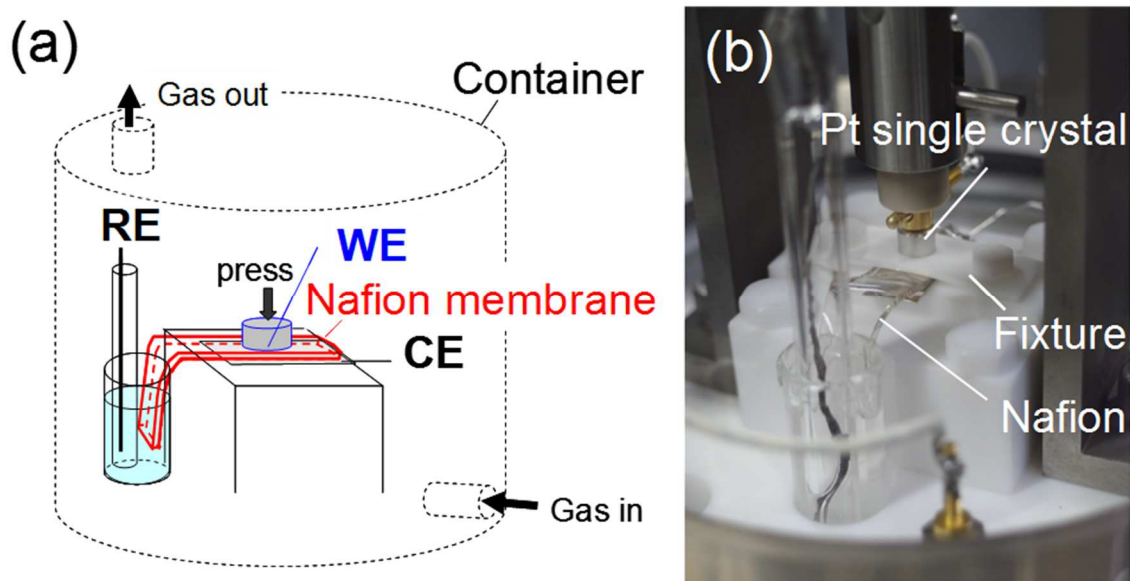 (a)
Gas out
Container
RE
WE
press
Nafion membrane
CE
Gas in
(b)
Pt single crystal
Fixture
Nafion